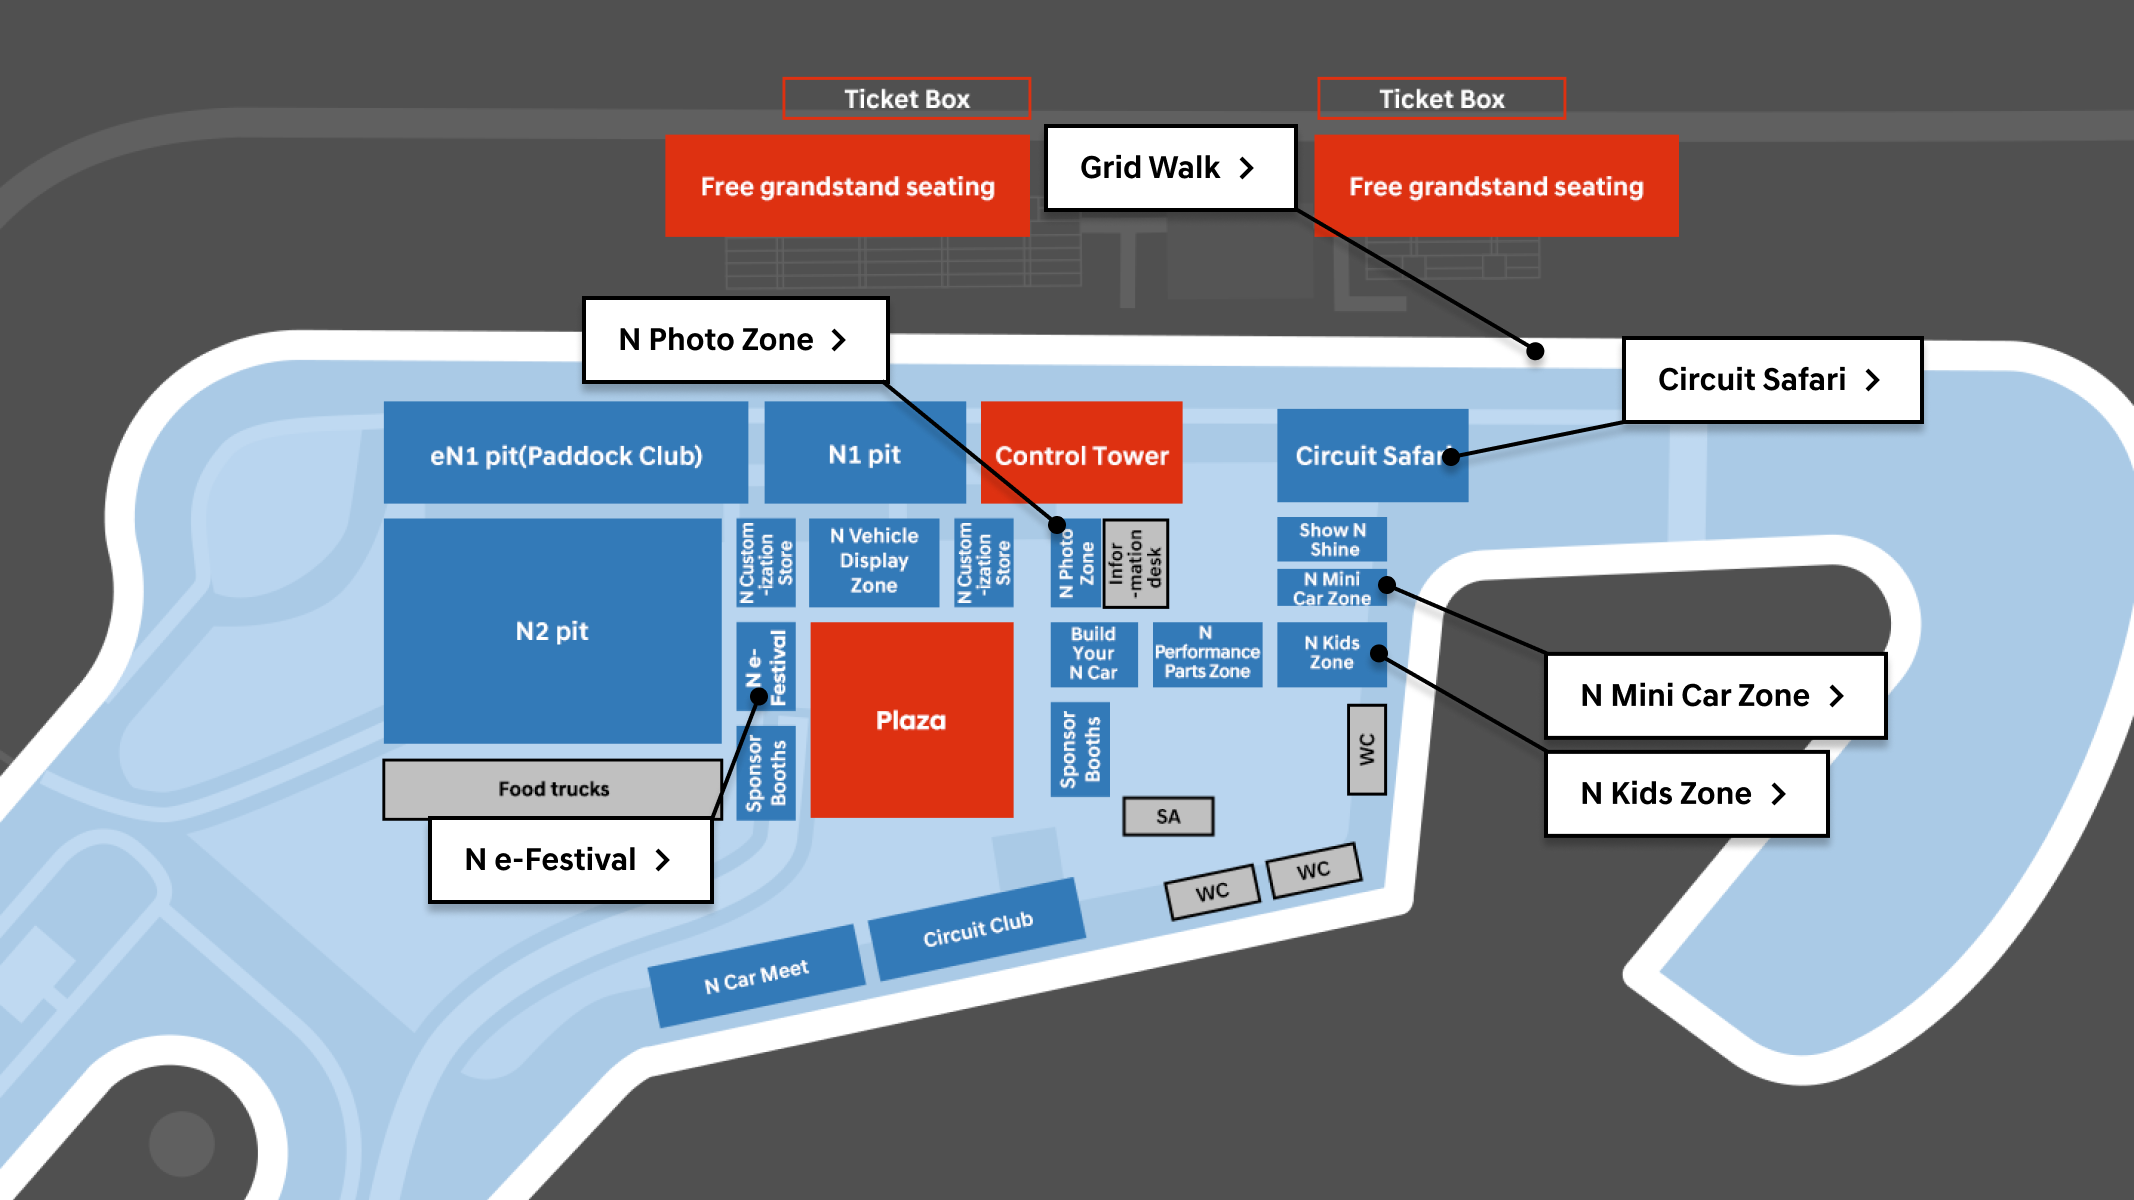 Ticket Box
Ticket Box
Grid Walk
Free grandstand seating
Free grandstand seating
N Photo Zone
Circuit Safari
eN1 pit(Paddock Club)
N1 pit
Control Tower
Circuit Safari
N2 pit
N Custom
-ization
Store
N Vehicle
Display
Zone
N Custom
-ization
Store
N Photo
Zone
Infor
-mation
desk
Show N
Shine
N Mini
Car Zone
N e-
Festival
Plaza
Build
Your
N Car
N
Performance
Parts Zone
N Kids
Zone
N Mini Car Zone
Sponsor
Booths
Sponsor
Booths
WC
Food trucks
N Kids Zone
SA
N e-Festival
WC
WC
Circuit Club
N Car Meet